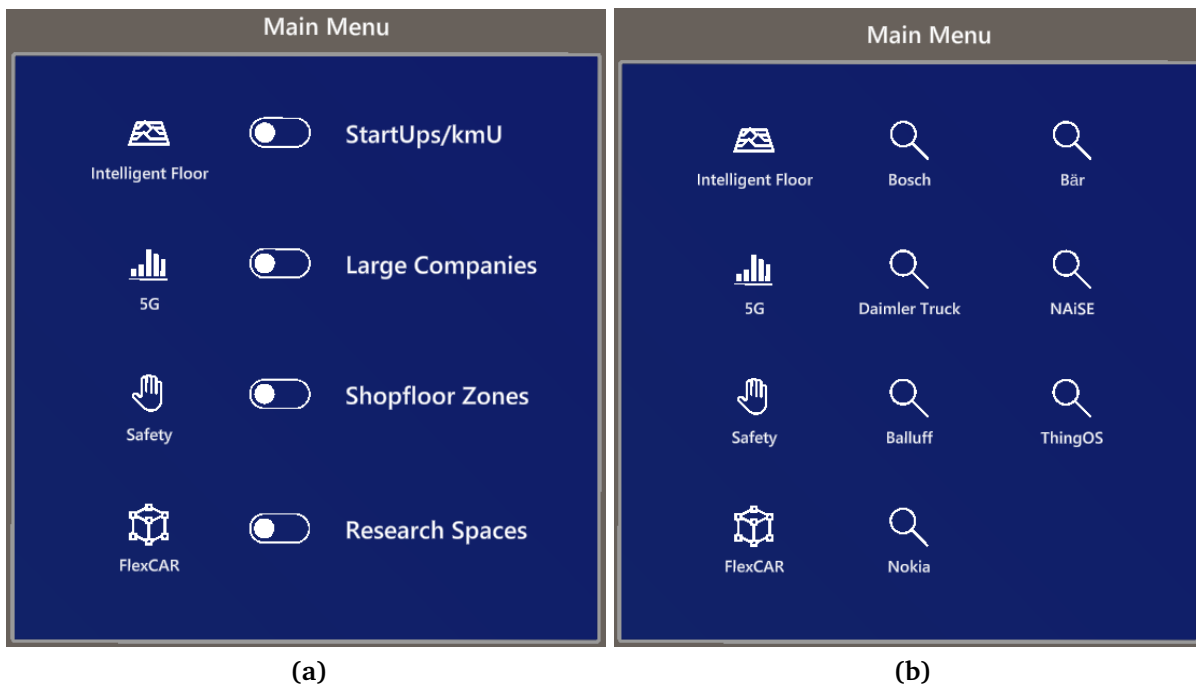 Main Menu
StartUps/kmU
Intelligent Floor
Large Companies
5G
Shopfloor Zones
Safety
Research Spaces
FlexCAR
(a)
Main Menu
Intelligent Floor Bosch Bär
5G Daimler Truck NAiSE
Safety Balluff ThingOS
FlexCAR Nokia
(b)